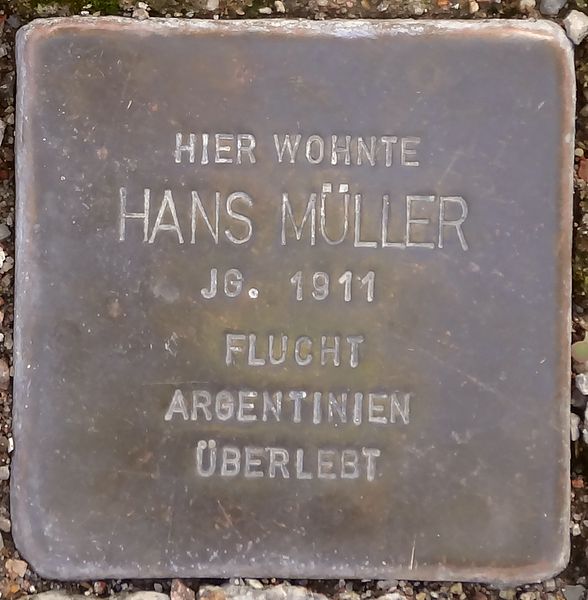 HIER WOHNTE
HANS MÜLLER
JG. 1911
FLUCHT
ARGENTINIEN
ÜBERLEBT